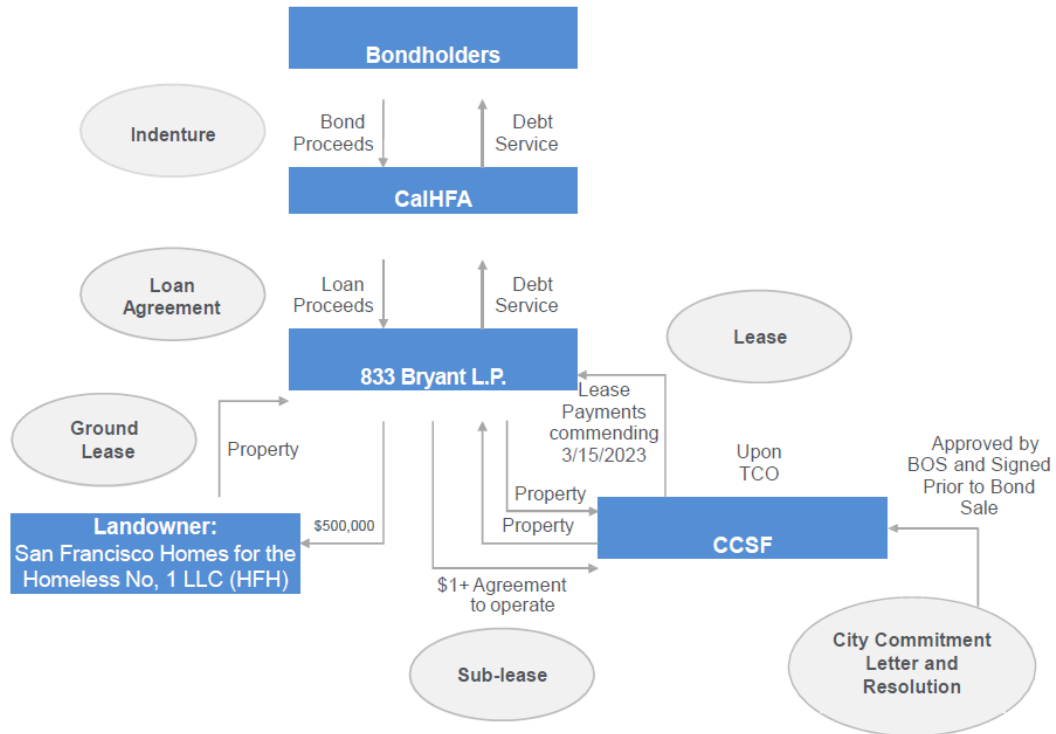 Bondholders
Indenture
Bond
Proceeds
Debt
Service
CalHFA
Loan
Agreement
Loan
Proceeds
Debt
Service
Lease
833 Bryant L.P.
Ground
Lease
Property
Lease
Payments
commending
3/15/2023
Upon
TCO
Approved by
BOS and Signed
Prior to Bond
Sale
Property
Property
Landowner:
San Francisco Homes for the
Homeless No, 1 LLC (HFH)
$500,000
CCSF
$1+ Agreement
to operate
Sub-lease
City Commitment
Letter and
Resolution